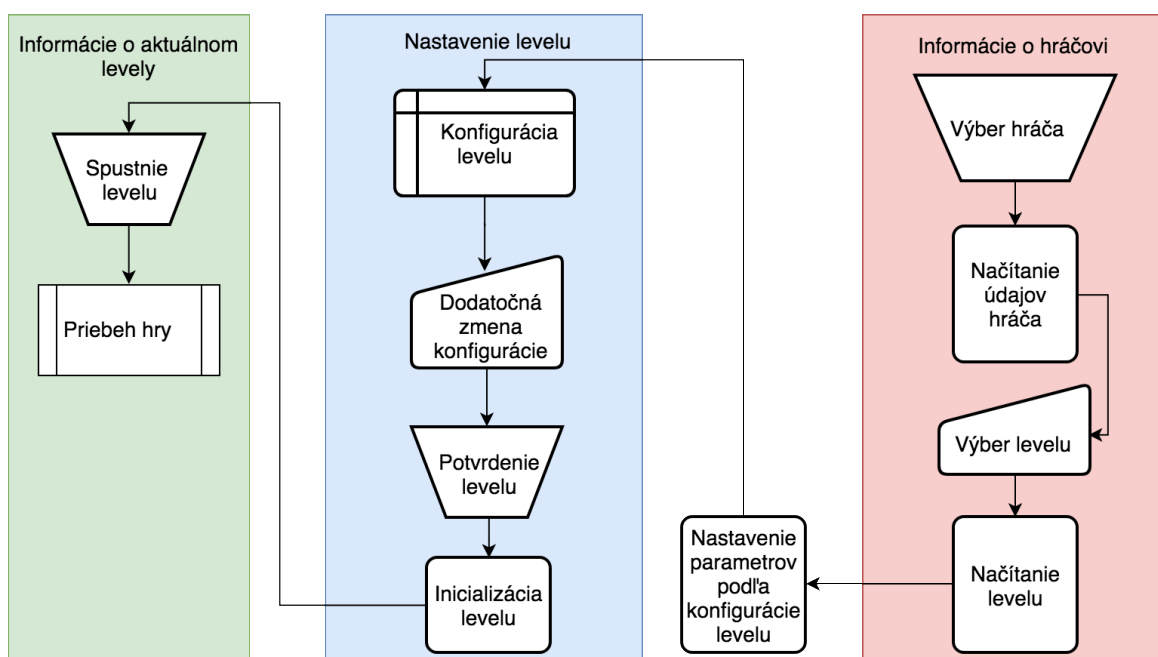 Informácie o aktuálnom
levely
Spustnie
levelu
Priebeh hry
Nastavenie levelu
Konfigurácia
levelu
Dodatočná
zmena
konfigurácie
Potvrdenie
levelu
Inicializácia
levelu
Nastavenie
parametrov
podľa
konfigurácie
levelu
Informácie o hráčovi
Výber hráča
Načítanie
údajov
hráča
Výber levelu
Načítanie
levelu